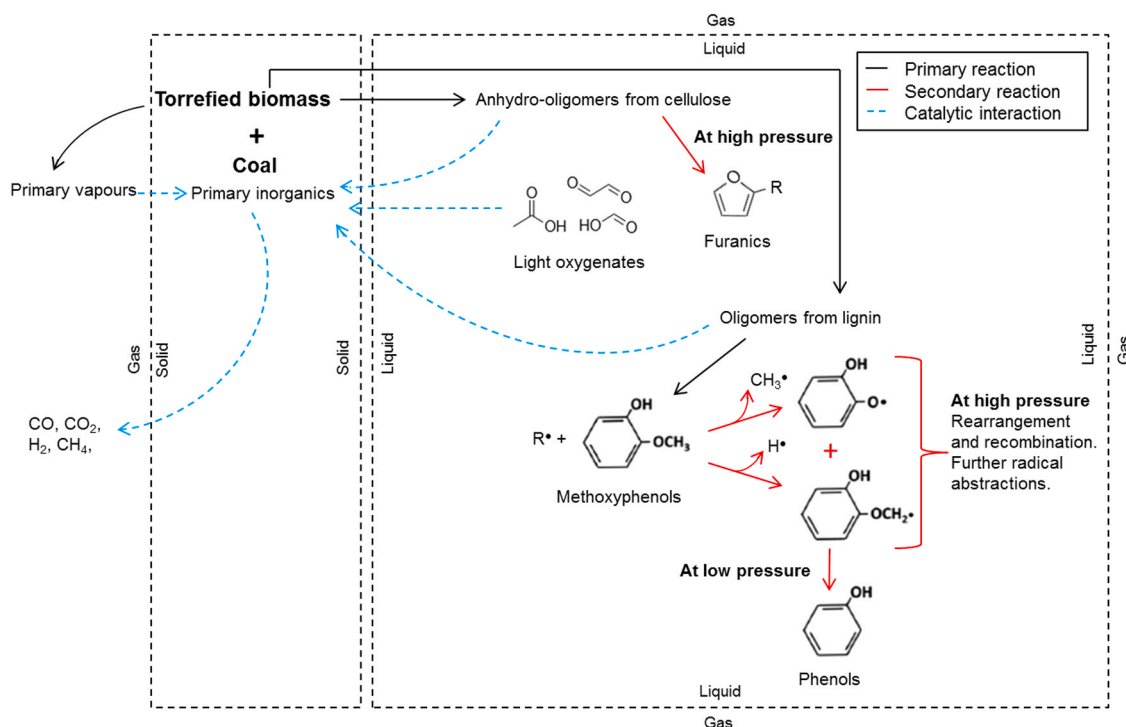 Gas
Liquid
Primary reaction
Secondary reaction
Catalytic interaction
Torrefied biomass
+
Coal
Primary inorganics
Primary vapours
Anhydro-oligomers from cellulose
At high pressure
O
R
Furanics
O
OH
O
O
HO
O
Light oxygenates
Oligomers from lignin
Gas
Solid
Solid
Liquid
Liquid
Gas
CO, CO₂,
H₂, CH₄,
R• +
OH
OCH₃
Methoxyphenols
CH₃•
H•
OH
O•
+
OH
OCH₂•
At high pressure
Rearrangement
and recombination.
Further radical
abstractions.
At low pressure
OH
Phenols
Liquid
Gas